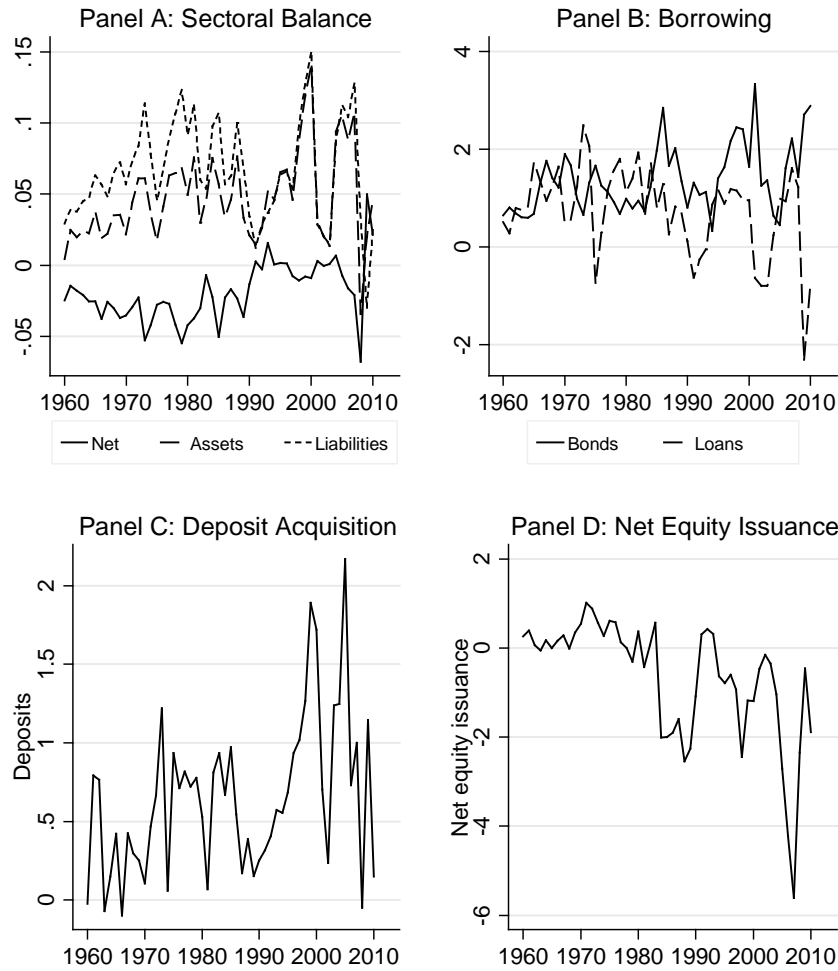 Panel A: Sectoral Balance
.15
.1
.05
0
-.05
1960 1970 1980 1990 2000 2010
Net Assets Liabilities
Panel B: Borrowing
4
2
0
-2
1960 1970 1980 1990 2000 2010
Bonds Loans
Panel C: Deposit Acquisition
Deposits
2
1.5
1
.5
0
1960 1970 1980 1990 2000 2010
Panel D: Net Equity Issuance
Net equity issuance
2
0
-2
-4
-6
1960 1970 1980 1990 2000 2010